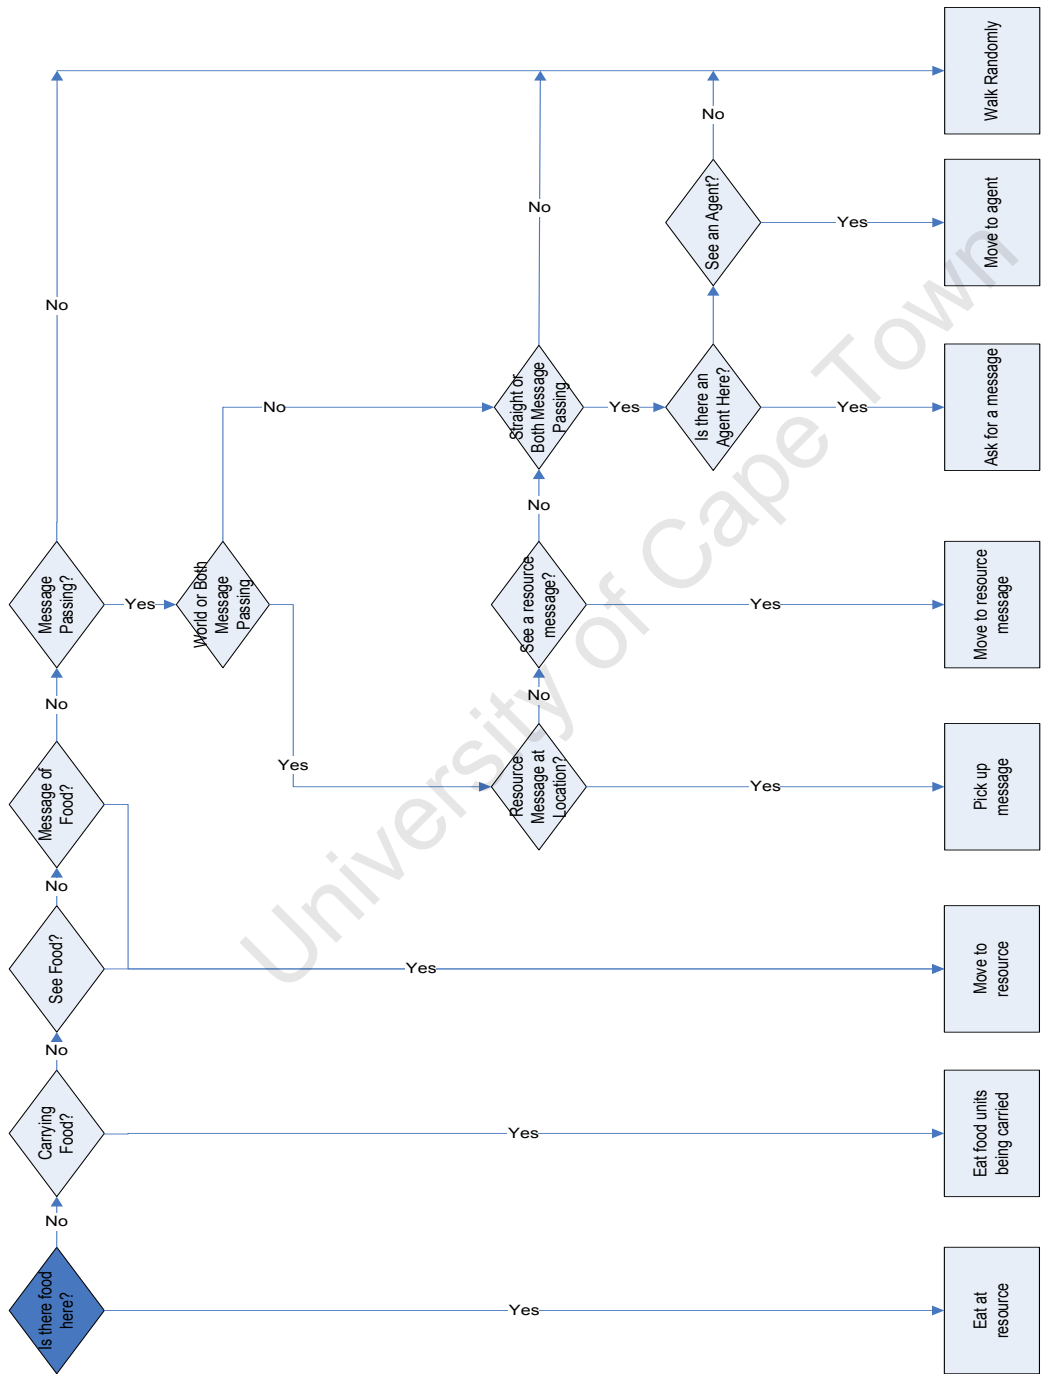 Is there food
here?
No
Yes
Eat at
resource
Carrying
Food?
No
Yes
Eat food units
being carried
See Food?
No
Yes
Move to
resource
Message of
Food?
No
Message
Passing?
No
Yes
World or Both
Message
Passing
No
Yes
Resource
Message at
Location?
No
Yes
Pick up
message
See a resource
message?
No
Yes
Move to resource
message
Straight or
Both Message
Passing
No
Yes
Is there an
Agent Here?
Yes
Ask for a message
See an Agent?
No
Yes
Move to agent
Walk Randomly
University of Cape Town